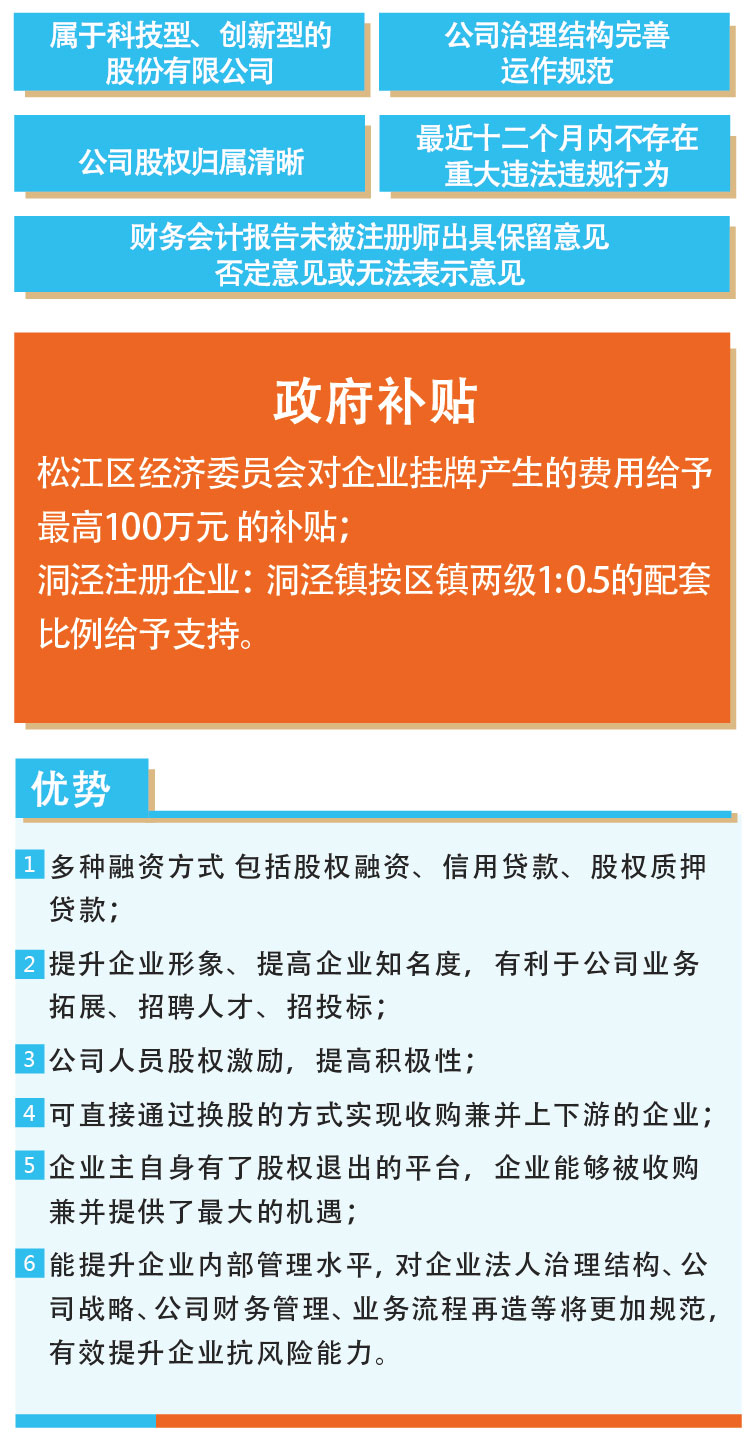 属于科技型、创新型的
股份有限公司
公司治理结构完善
运作规范
公司股权归属清晰
最近十二个月内不存在
重大违法违规行为
财务会计报告未被注册师出具保留意见
否定意见或无法表示意见
政府补贴
松江区经济委员会对企业挂牌产生的费用给予
最高100万元 的补贴；
洞泾注册企业：洞泾镇按区镇两级1:0.5的配套
比例给予支持。
优势
1 多种融资方式 包括股权融资、信用贷款、股权质押
贷款；
2 提升企业形象、提高企业知名度，有利于公司业务
拓展、招聘人才、招投标；
3 公司人员股权激励，提高积极性；
4 可直接通过换股的方式实现收购兼并上下游的企业；
5 企业主自身有了股权退出的平台，企业能够被收购
兼并提供了最大的机遇；
6 能提升企业内部管理水平，对企业法人治理结构、公
司战略、公司财务管理、业务流程再造等将更加规范，
有效提升企业抗风险能力。